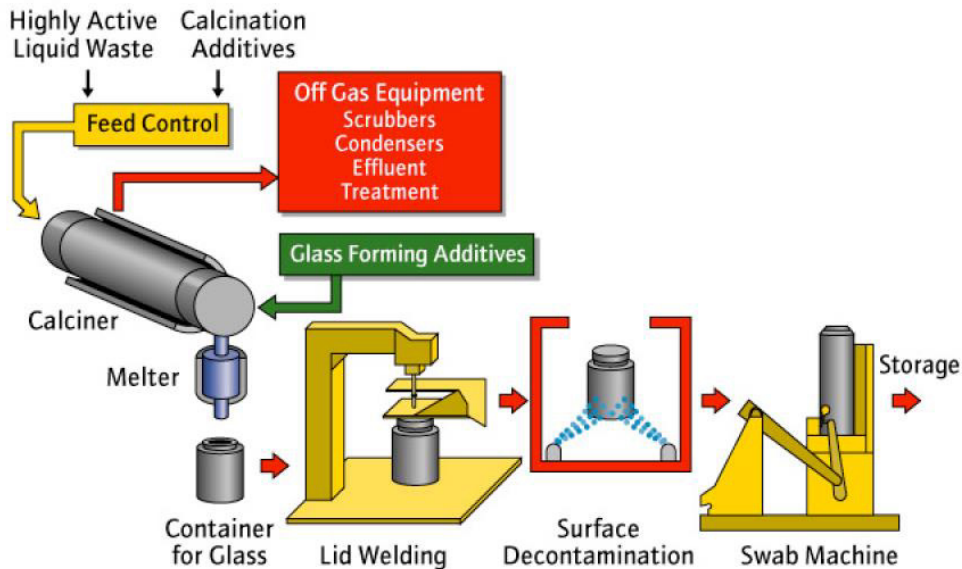 Highly Active
Liquid Waste
Calcination
Additives
Feed Control
Off Gas Equipment
Scrubbers
Condensers
Effluent
Treatment
Glass Forming Additives
Calciner
Melter
Storage
Container
for Glass
Lid Welding
Surface
Decontamination
Swab Machine